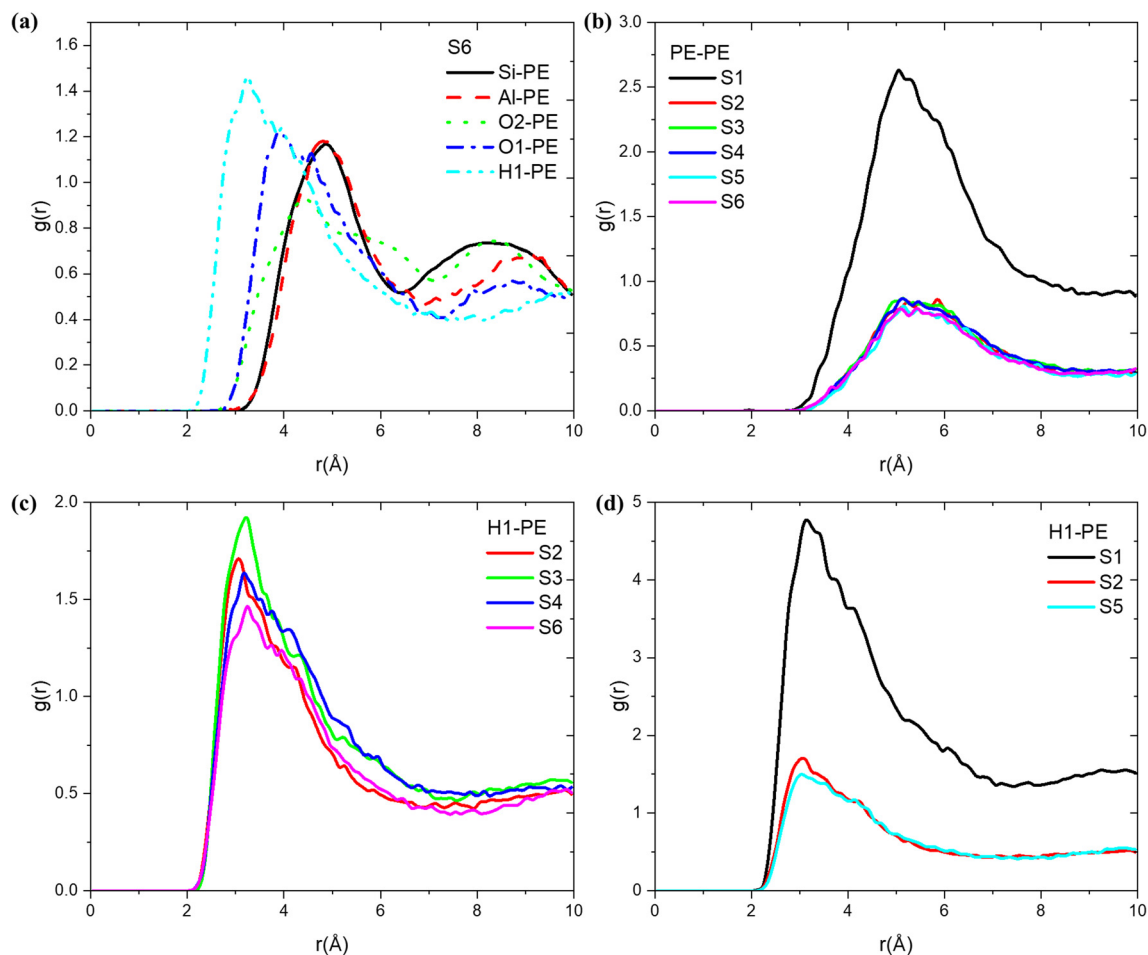 (a)
S6
Si-PE
Al-PE
O2-PE
O1-PE
H1-PE
g(r)
1.6
1.4
1.2
1.0
0.8
0.6
0.4
0.2
0.0
0 2 4 6 8 10
r(Å)
(b)
PE-PE
S1
S2
S3
S4
S5
S6
g(r)
3.0
2.5
2.0
1.5
1.0
0.5
0.0
0 2 4 6 8 10
r(Å)
(c)
H1-PE
S2
S3
S4
S6
g(r)
2.0
1.5
1.0
0.5
0.0
0 2 4 6 8 10
r(Å)
(d)
H1-PE
S1
S2
S5
g(r)
5
4
3
2
1
0
0 2 4 6 8 10
r(Å)